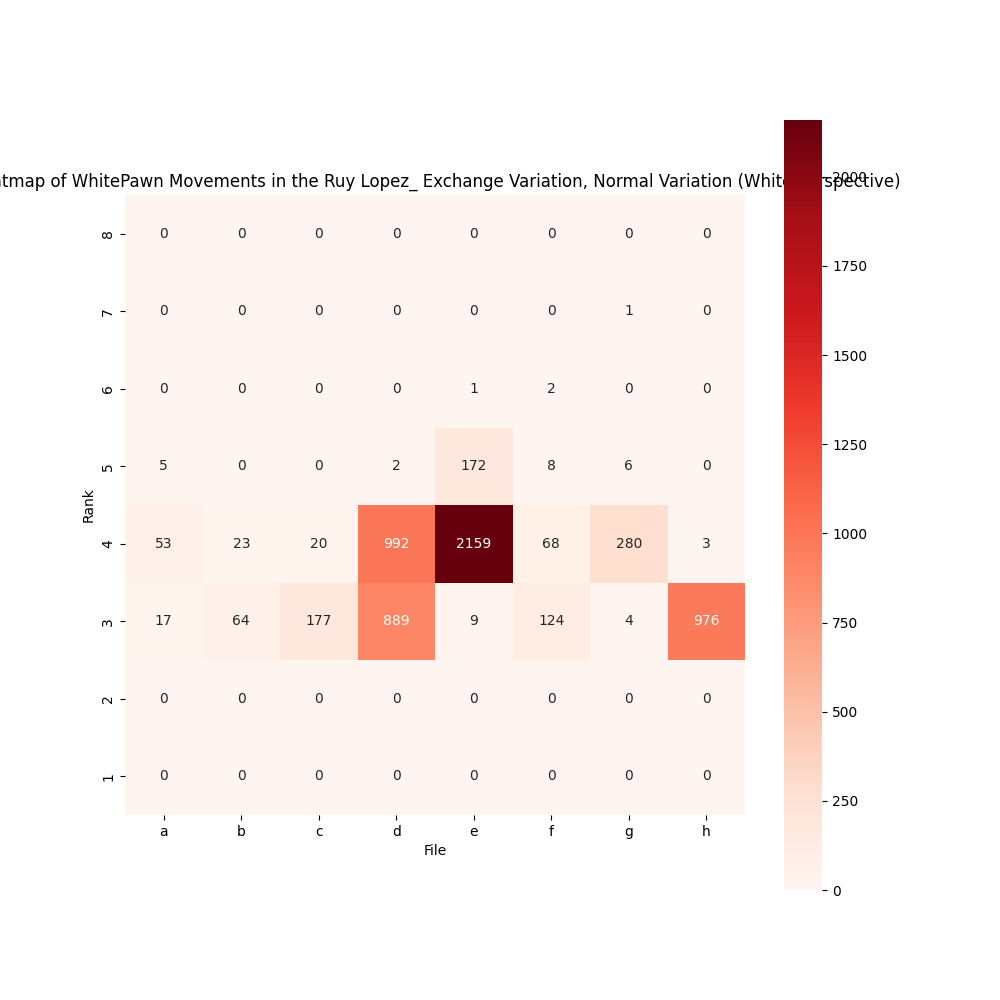 tmap of WhitePawn Movements in the Ruy Lopez_ Exchange Variation, Normal Variation (White spective)
2000
1750
1500
1250
1000
750
500
250
0
Rank
8 0 0 0 0 0 0 0 0
7 0 0 0 0 0 0 1 0
6 0 0 0 0 1 2 0 0
5 5 0 0 2 172 8 6 0
4 53 23 20 992 2159 68 280 3
3 17 64 177 889 9 124 4 976
2 0 0 0 0 0 0 0 0
1 0 0 0 0 0 0 0 0
a b c d e f g h
File